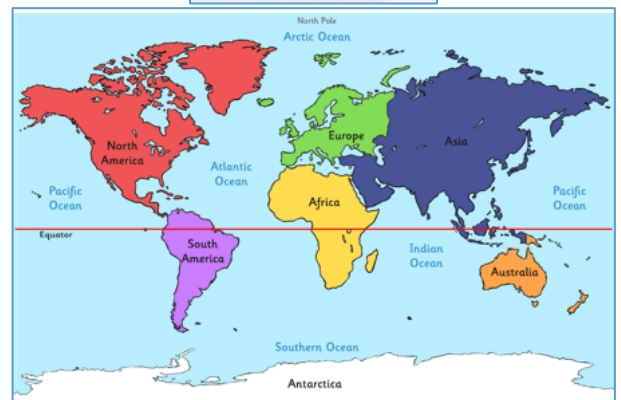 North Pole
Arctic Ocean
Europe
Asia
North
America
Atlantic
Ocean
Pacific
Ocean
Africa
Pacific
Ocean
Equator
South
America
Indian
Ocean
Australia
Southern Ocean
Antarctica